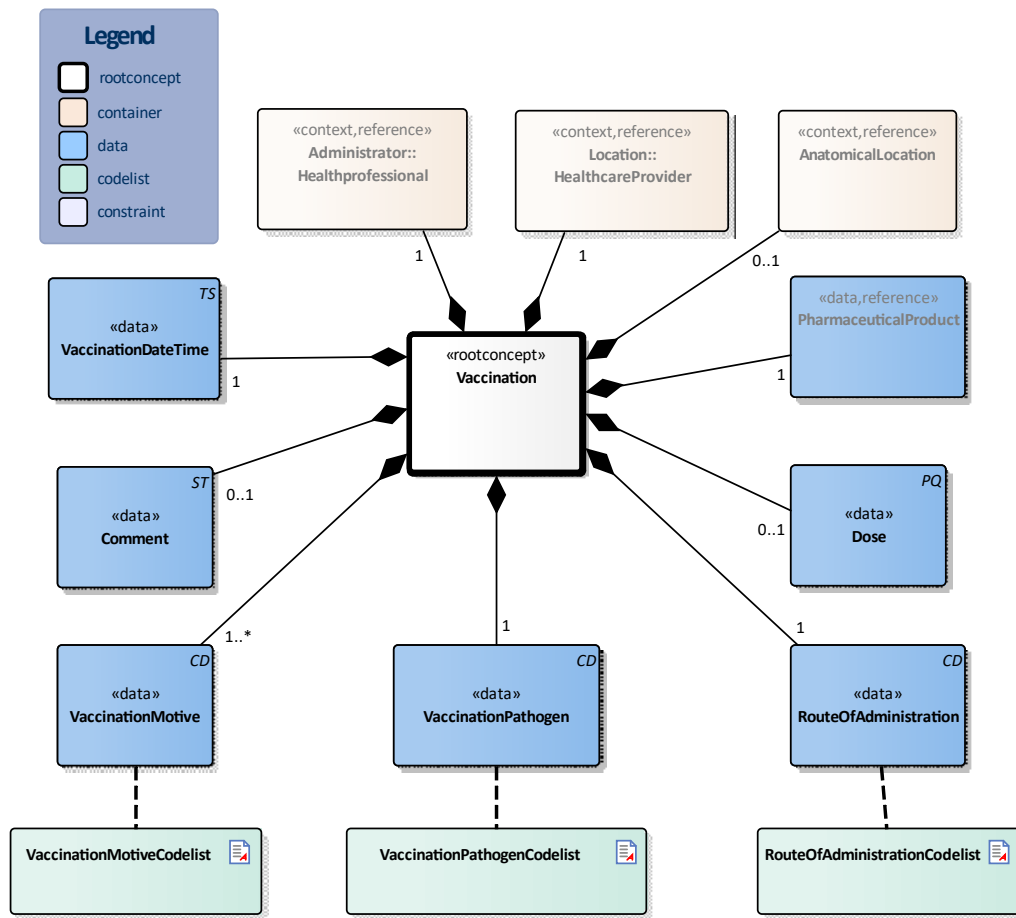 Legend
rootconcept
container
data
codelist
constraint
«context,reference»
Administrator::
Healthprofessional
«context,reference»
Location::
HealthcareProvider
«context,reference»
AnatomicalLocation
1
1
0..1
TS
«data»
VaccinationDateTime
1
«rootconcept»
Vaccination
«data,reference»
PharmaceuticalProduct
1
ST
«data»
Comment
0..1
PQ
«data»
Dose
0..1
1..*
1
1
CD
«data»
VaccinationMotive
CD
«data»
VaccinationPathogen
CD
«data»
RouteOfAdministration
VaccinationMotiveCodelist
VaccinationPathogenCodelist
RouteOfAdministrationCodelist